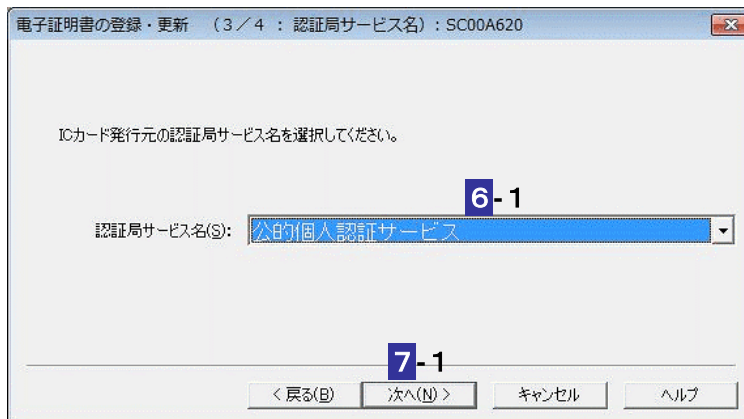 電子証明書の登録・更新 （3／4 : 認証局サービス名） : SC00A620
ICカード発行元の認証局サービス名を選択してください。
6-1
認証局サービス名(S): 公的個人認証サービス
7-1
< 戻る(B) 次へ(N) > キャンセル ヘルプ